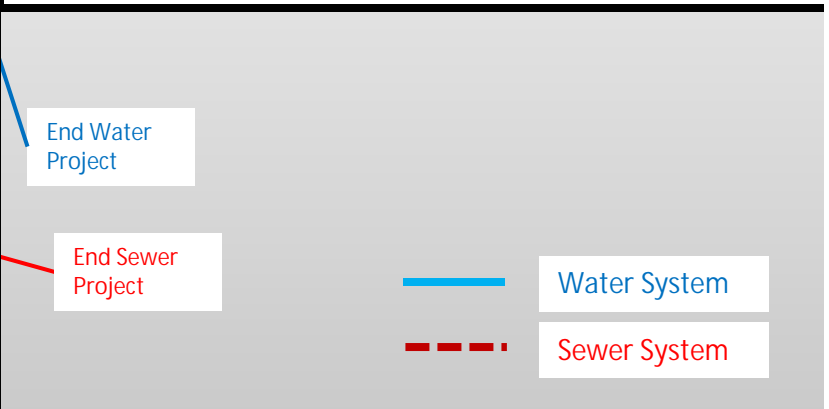 End Water
Project
End Sewer
Project
Water System
Sewer System